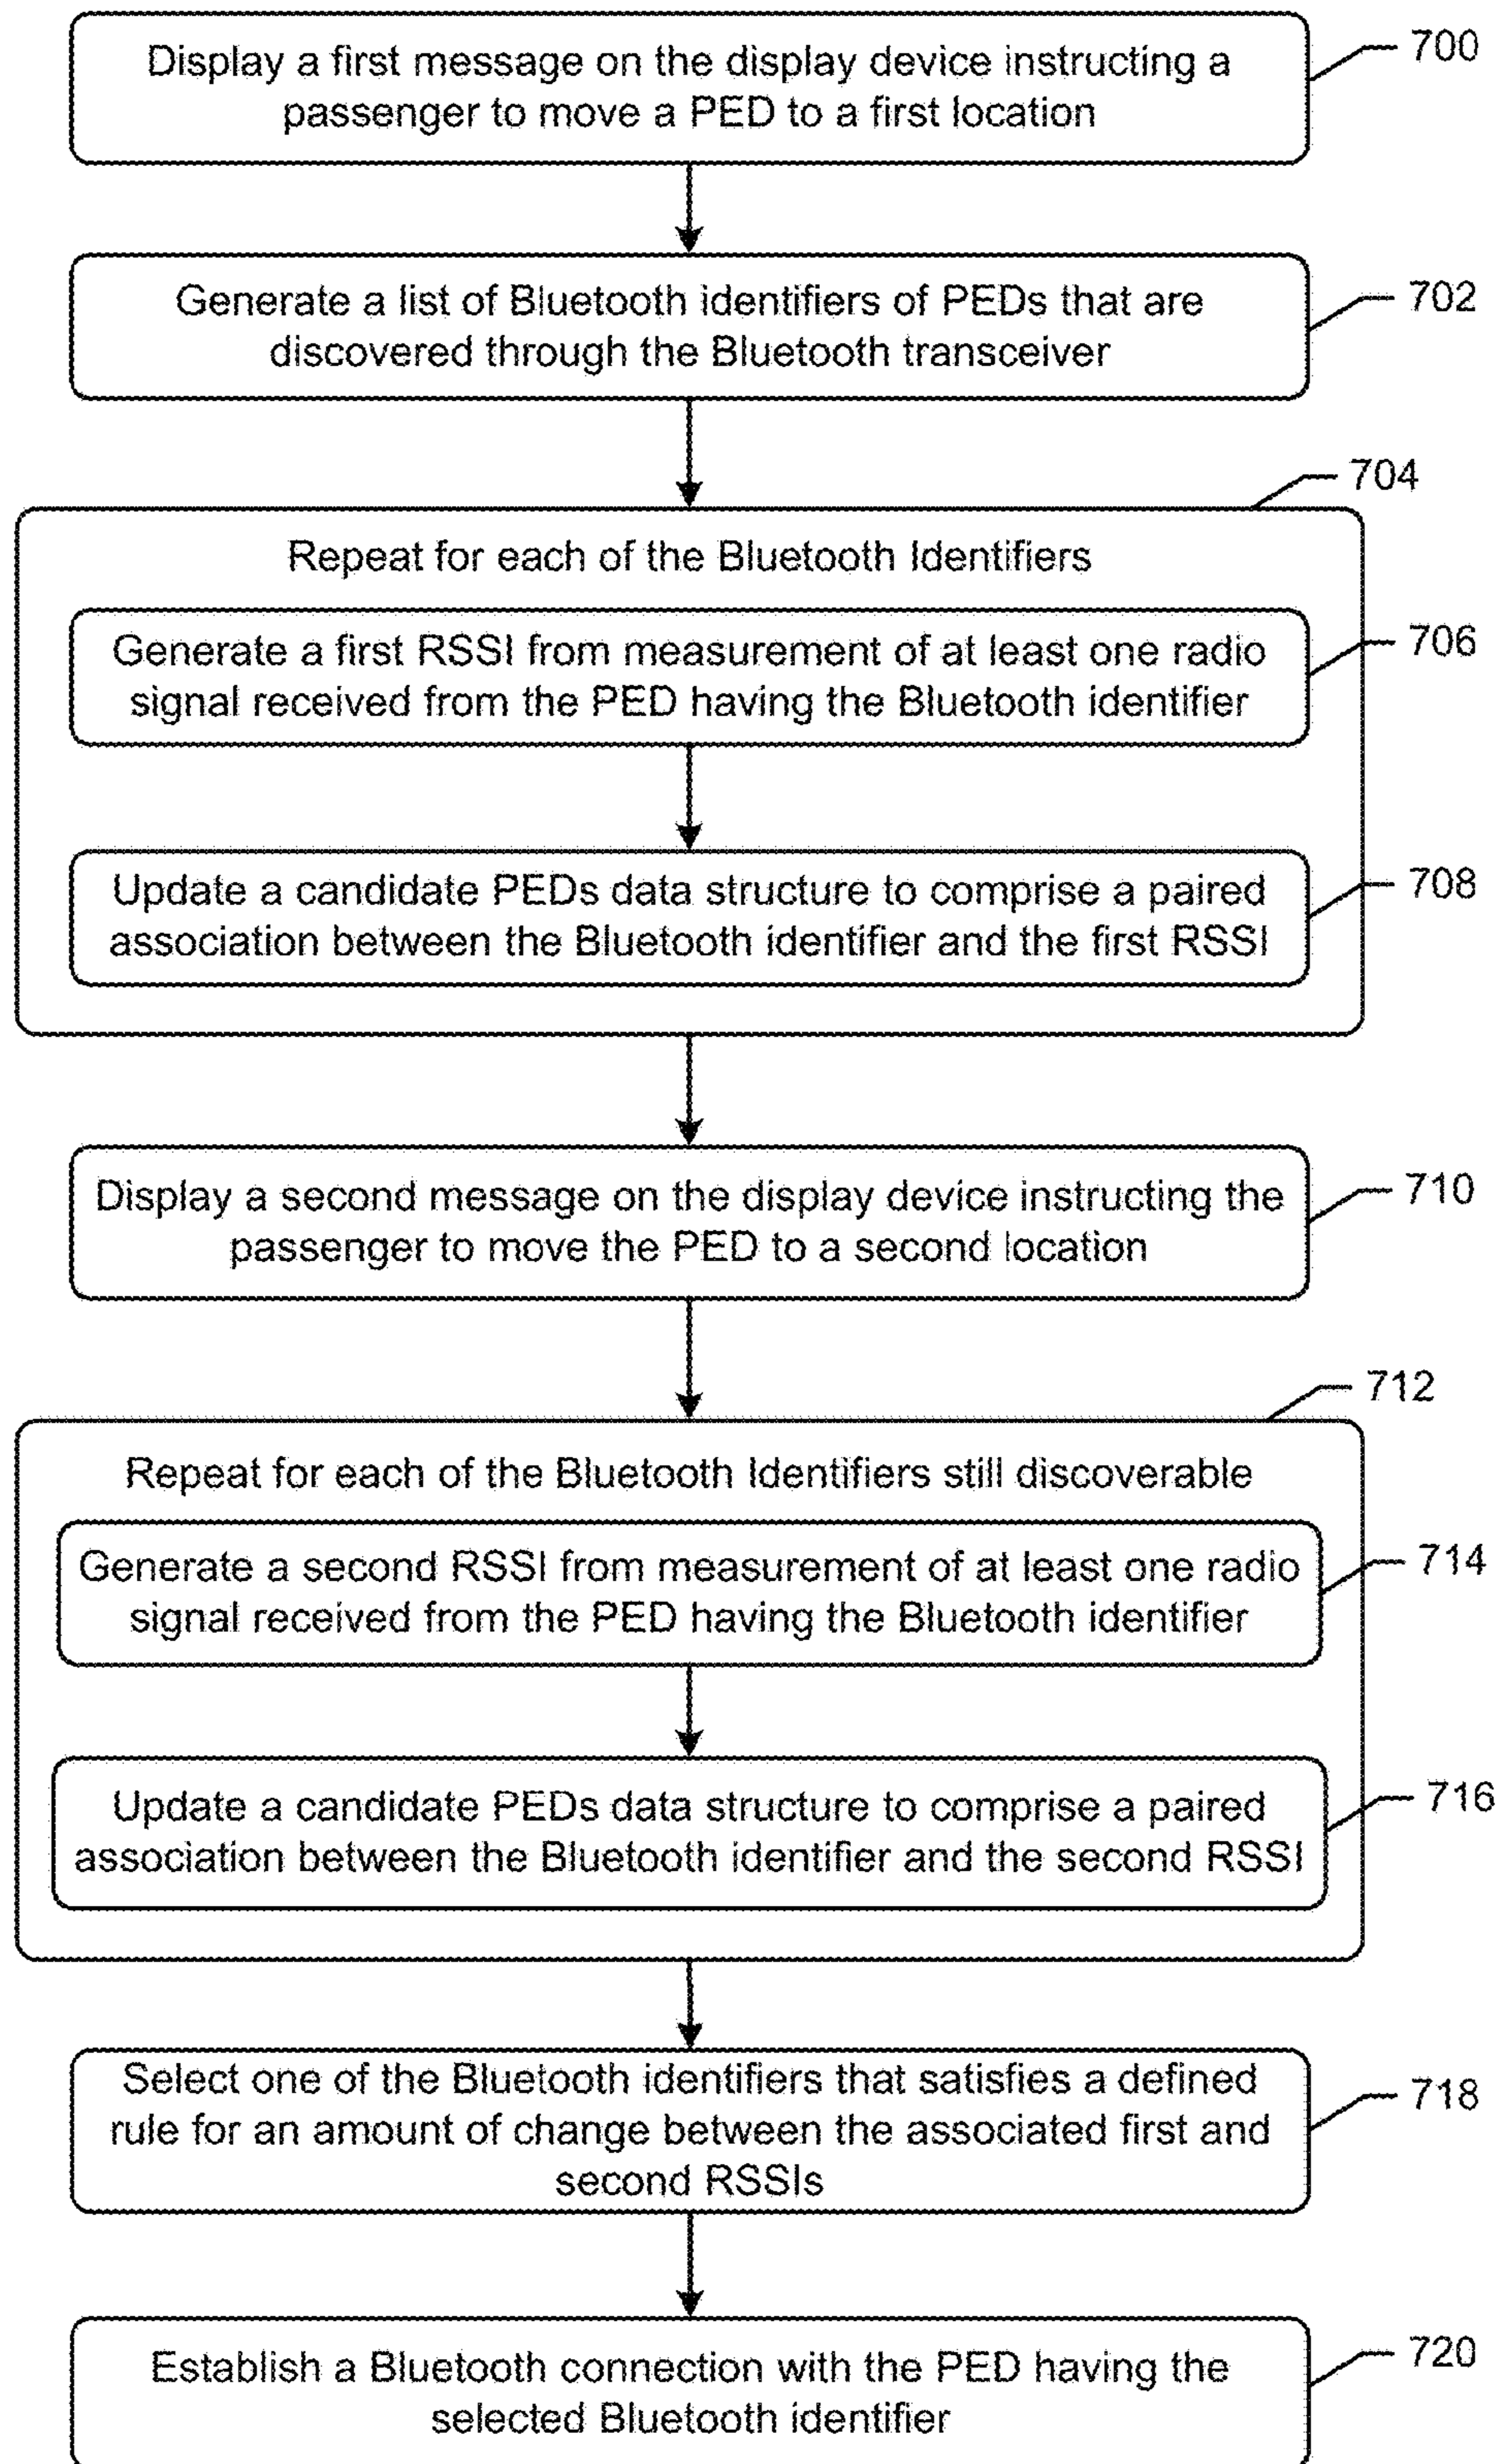 Display a first message on the display device instructing a
passenger to move a PED to a first location
700
Generate a list of Bluetooth identifiers of PEDs that are
discovered through the Bluetooth transceiver
702
704
Repeat for each of the Bluetooth Identifiers
Generate a first RSSI from measurement of at least one radio
signal received from the PED having the Bluetooth identifier
706
Update a candidate PEDs data structure to comprise a paired
association between the Bluetooth identifier and the first RSSI
708
Display a second message on the display device instructing the
passenger to move the PED to a second location
710
712
Repeat for each of the Bluetooth Identifiers still discoverable
Generate a second RSSI from measurement of at least one radio
signal received from the PED having the Bluetooth identifier
714
Update a candidate PEDs data structure to comprise a paired
association between the Bluetooth identifier and the second RSSI
716
Select one of the Bluetooth identifiers that satisfies a defined
rule for an amount of change between the associated first and
second RSSIs
718
Establish a Bluetooth connection with the PED having the
selected Bluetooth identifier
720